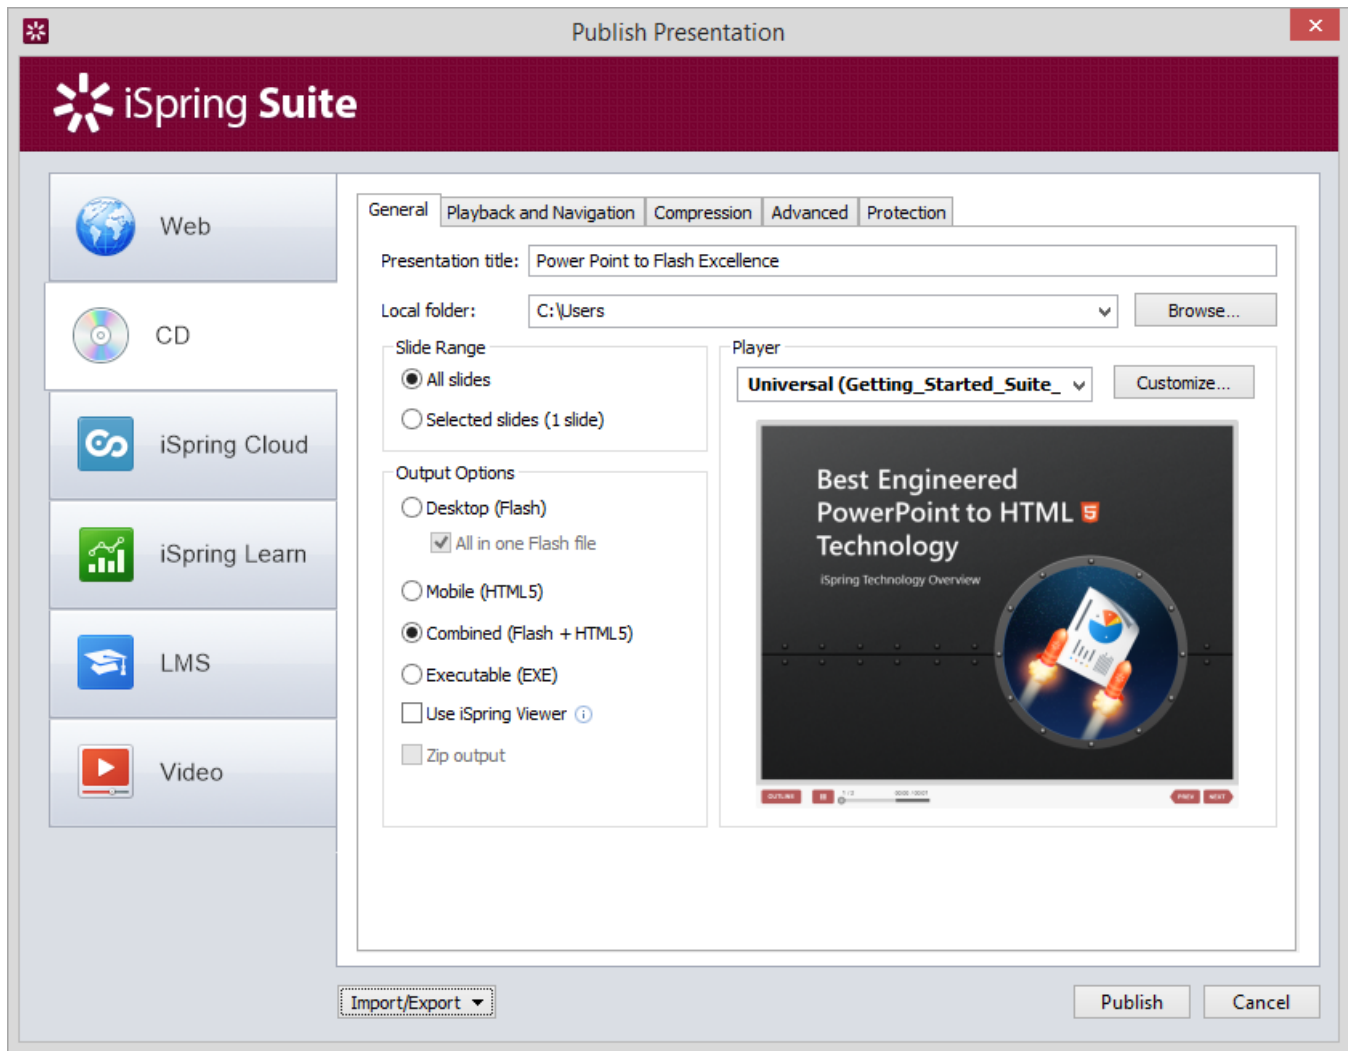 Publish Presentation
iSpring Suite
Web
CD
iSpring Cloud
iSpring Learn
LMS
Video
General
Playback and Navigation
Compression
Advanced
Protection
Presentation title:
Power Point to Flash Excellence
Local folder:
C:\Users
Browse...
Slide Range
All slides
Selected slides (1 slide)
Output Options
Desktop (Flash)
All in one Flash file
Mobile (HTML5)
Combined (Flash + HTML5)
Executable (EXE)
Use iSpring Viewer
Zip output
Player
Universal (Getting_Started_Suite_
Customize...
Best Engineered
PowerPoint to HTML 5
Technology
iSpring Technology Overview
OUTLINE
PREV
NEXT
Import/Export
Publish
Cancel